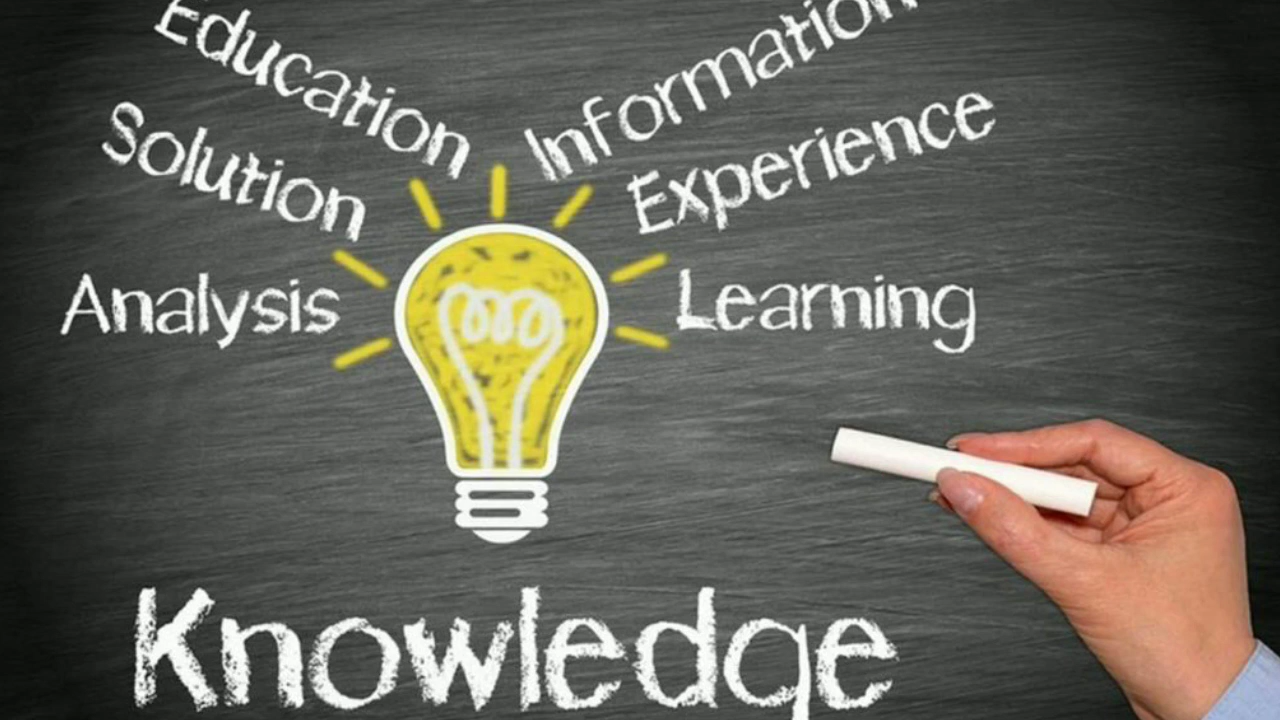 Education
Information
Solution
Experience
Analysis
Learning
Knowledge